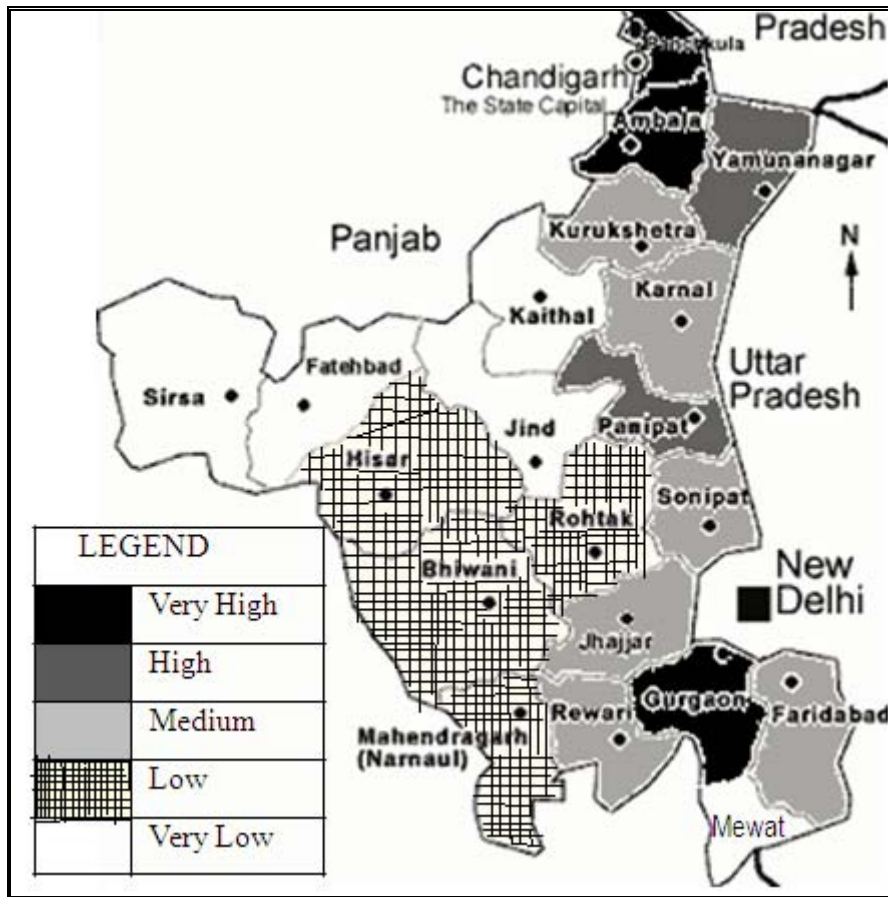 Pradesh
Panchkula
Chandigarh
The State Capital
Ambala
Yamunanagar
Kurukshetra
Panjab
N
Karnal
Kaithal
Uttar
Pradesh
Fatehbad
Sirsa
Jind
Panipat
Hisar
Sonipat
Rohtak
LEGEND
Bhiwani
New
Delhi
Very High
Jhajjar
High
Gurgaon
Rewari
Faridabad
Medium
Mahendragarh
(Narnaul)
Low
Mewat
Very Low